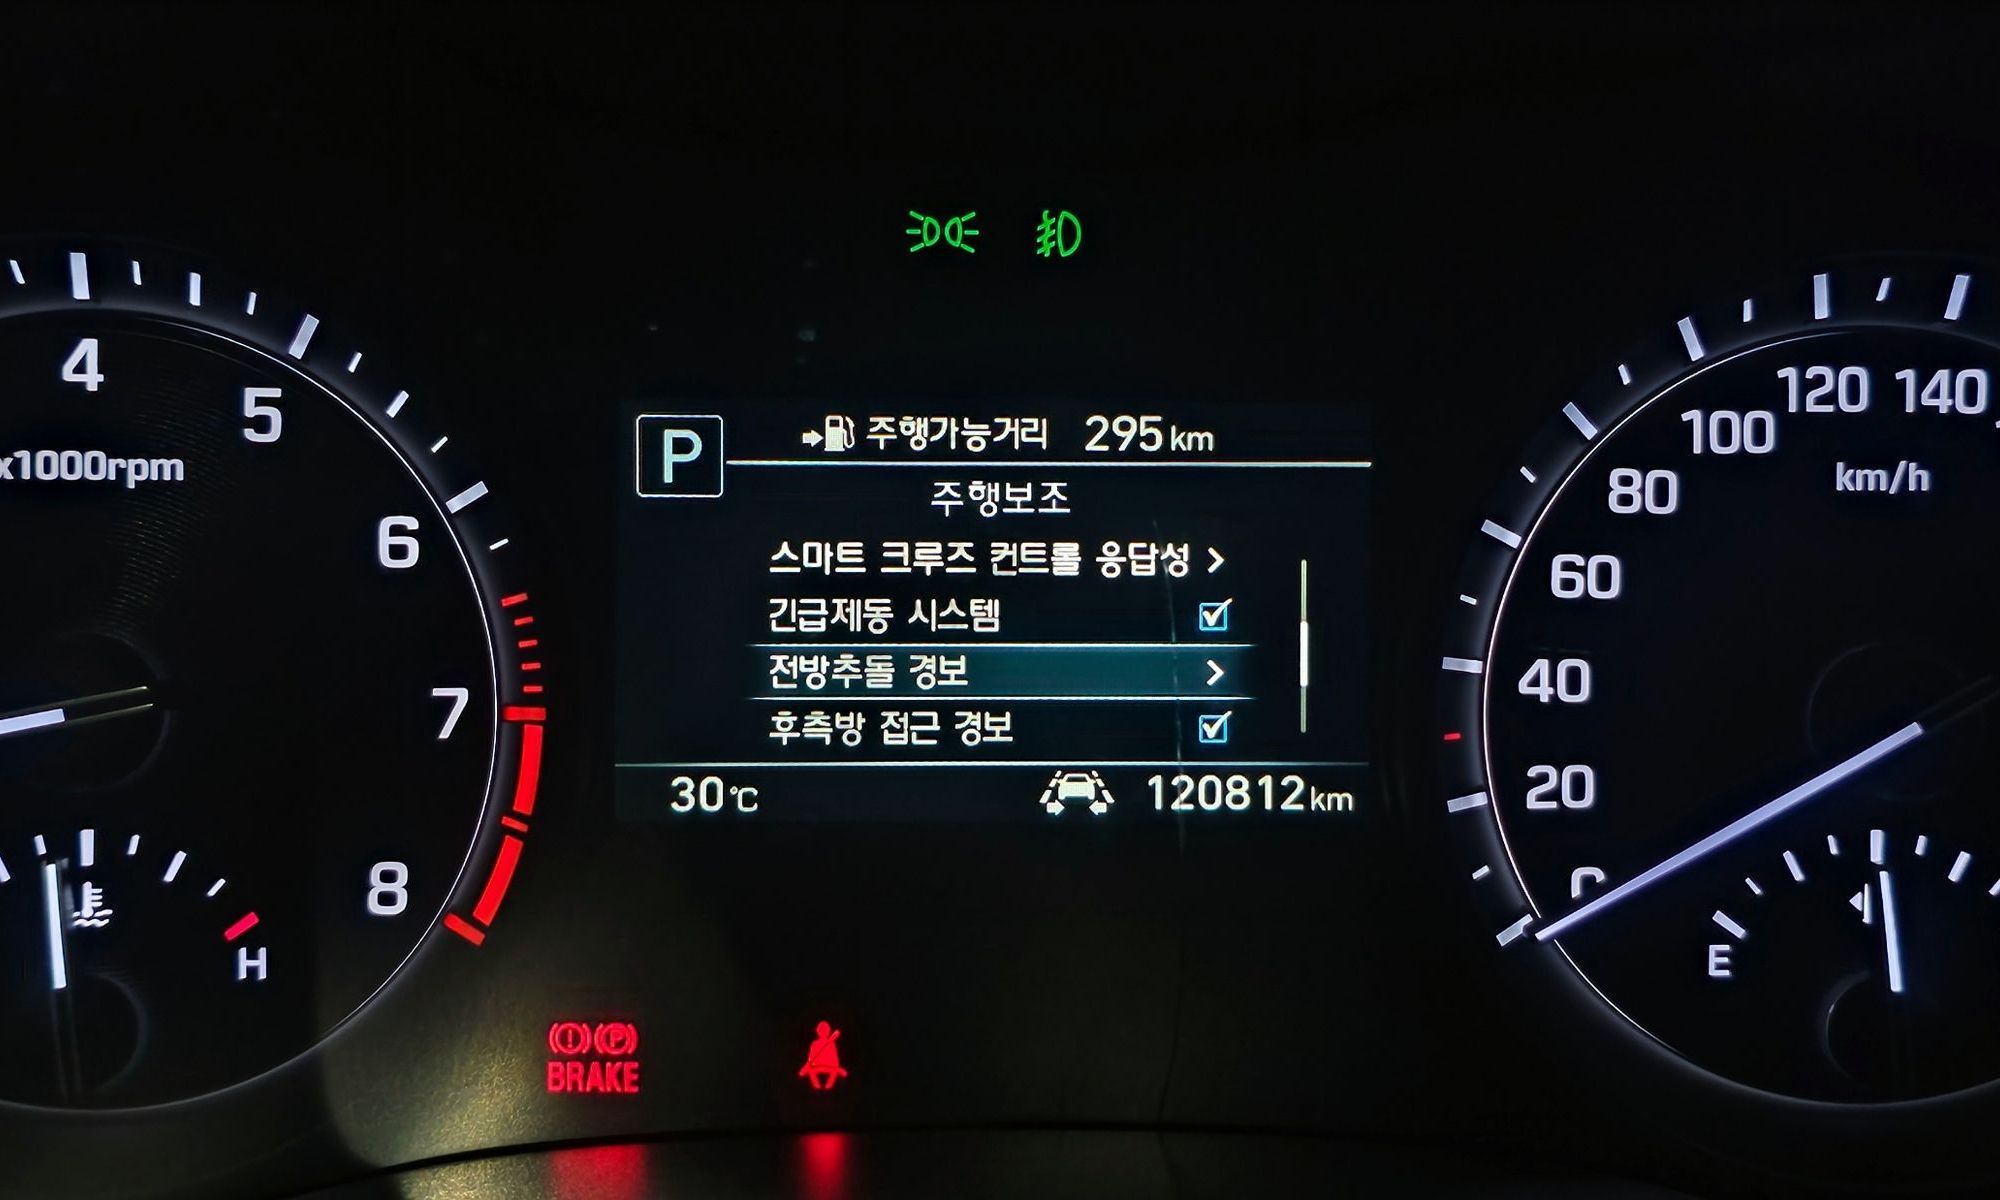 4
5
x1000rpm
6
7
8
H
P
주행가능거리 295km
주행보조
스마트 크루즈 컨트롤 응답성 >
긴급제동 시스템
전방추돌 경보 >
후측방 접근 경보
30℃
120812km
(!) (P)
BRAKE
120 140
100
km/h
80
60
40
20
0
E